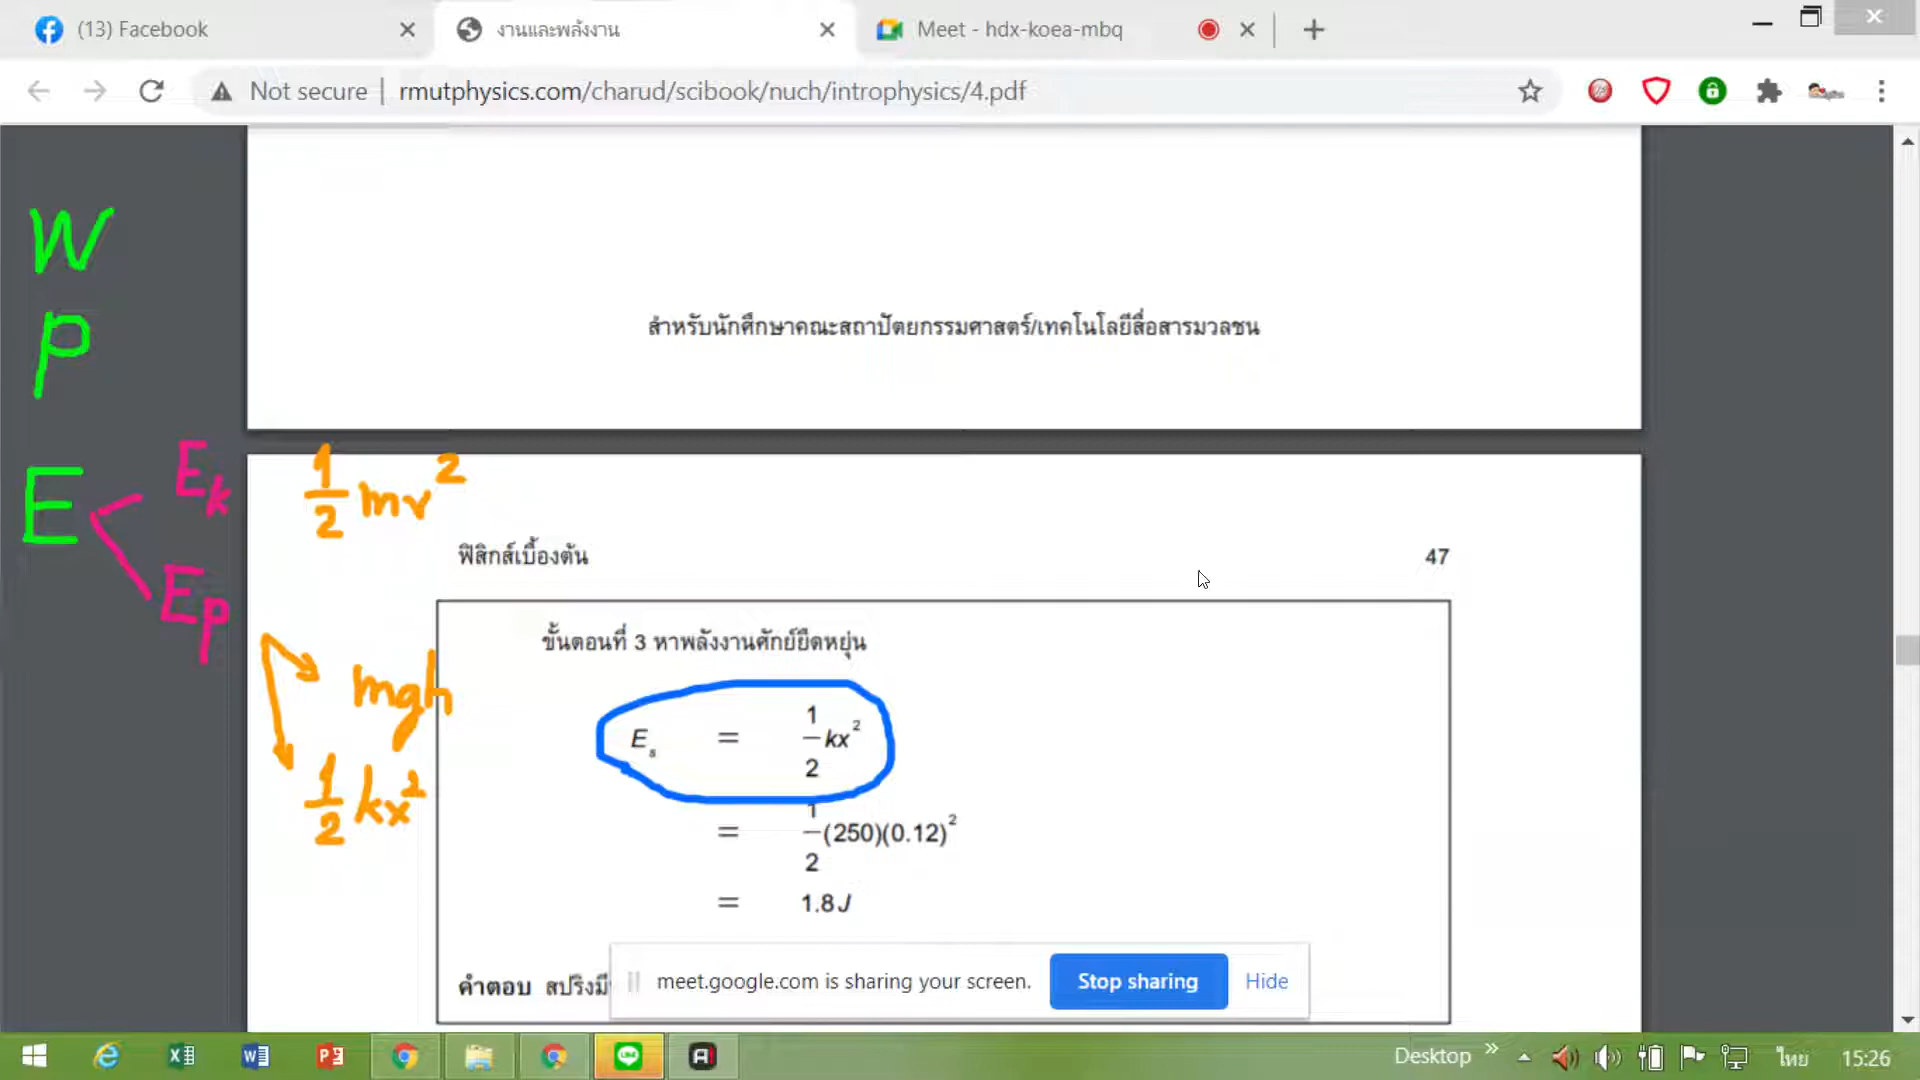 (13) Facebook
งานและพลังงาน
Meet - hdx-koea-mbq
Not secure | rmutphysics.com/charud/scibook/nuch/introphysics/4.pdf
W
P
E
Ek
Ep
1/2 mv²
mgh
1/2 kx²
สำหรับนักศึกษาคณะสถาปัตยกรรมศาสตร์/เทคโนโลยีสื่อสารมวลชน
ฟิสิกส์เบื้องต้น 47
ขั้นตอนที่ 3 หาพลังงานศักย์ยืดหยุ่น
Es = 1/2 kx²
= 1/2 (250)(0.12)²
= 1.8 J
คำตอบ สปริงมี
meet.google.com is sharing your screen. Stop sharing Hide
Desktop » ไทย 15:26